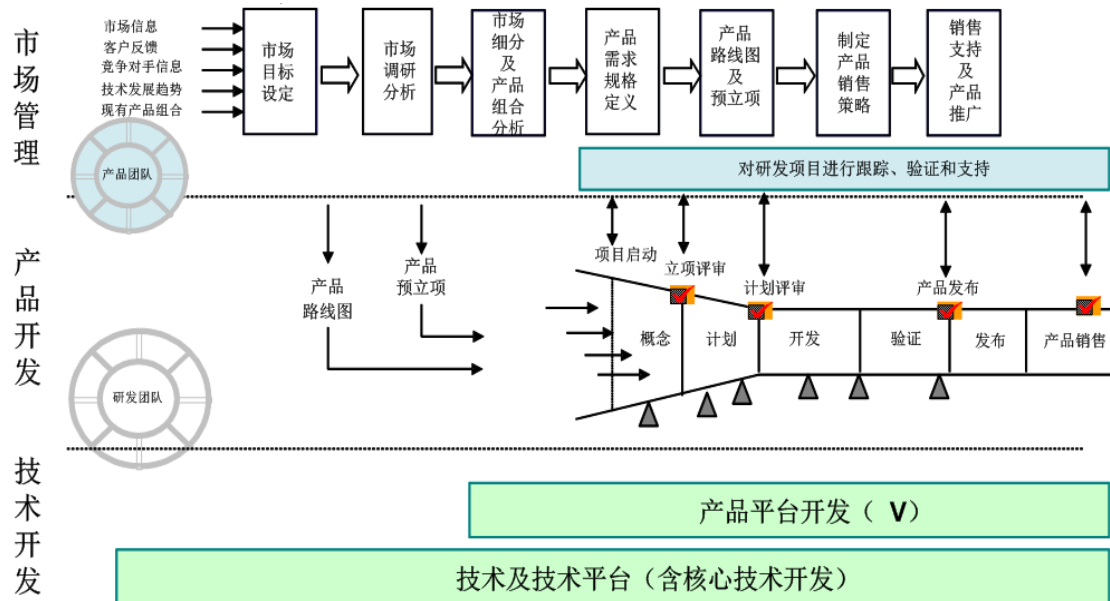 市场管理
市场信息
客户反馈
竞争对手信息
技术发展趋势
现有产品组合
市场
目标
设定
市场
调研
分析
市场
细分
及
产品
组合
分析
产品
需求
规格
定义
产品
路线图
及
预立项
制定
产品
销售
策略
销售
支持
及
产品
推广
产品团队
对研发项目进行跟踪、验证和支持
产品开发
产品
路线图
产品
预立项
项目启动
立项评审
计划评审
产品发布
概念
计划
开发
验证
发布
产品销售
研发团队
技术开发
产品平台开发（ V）
技术及技术平台（含核心技术开发）